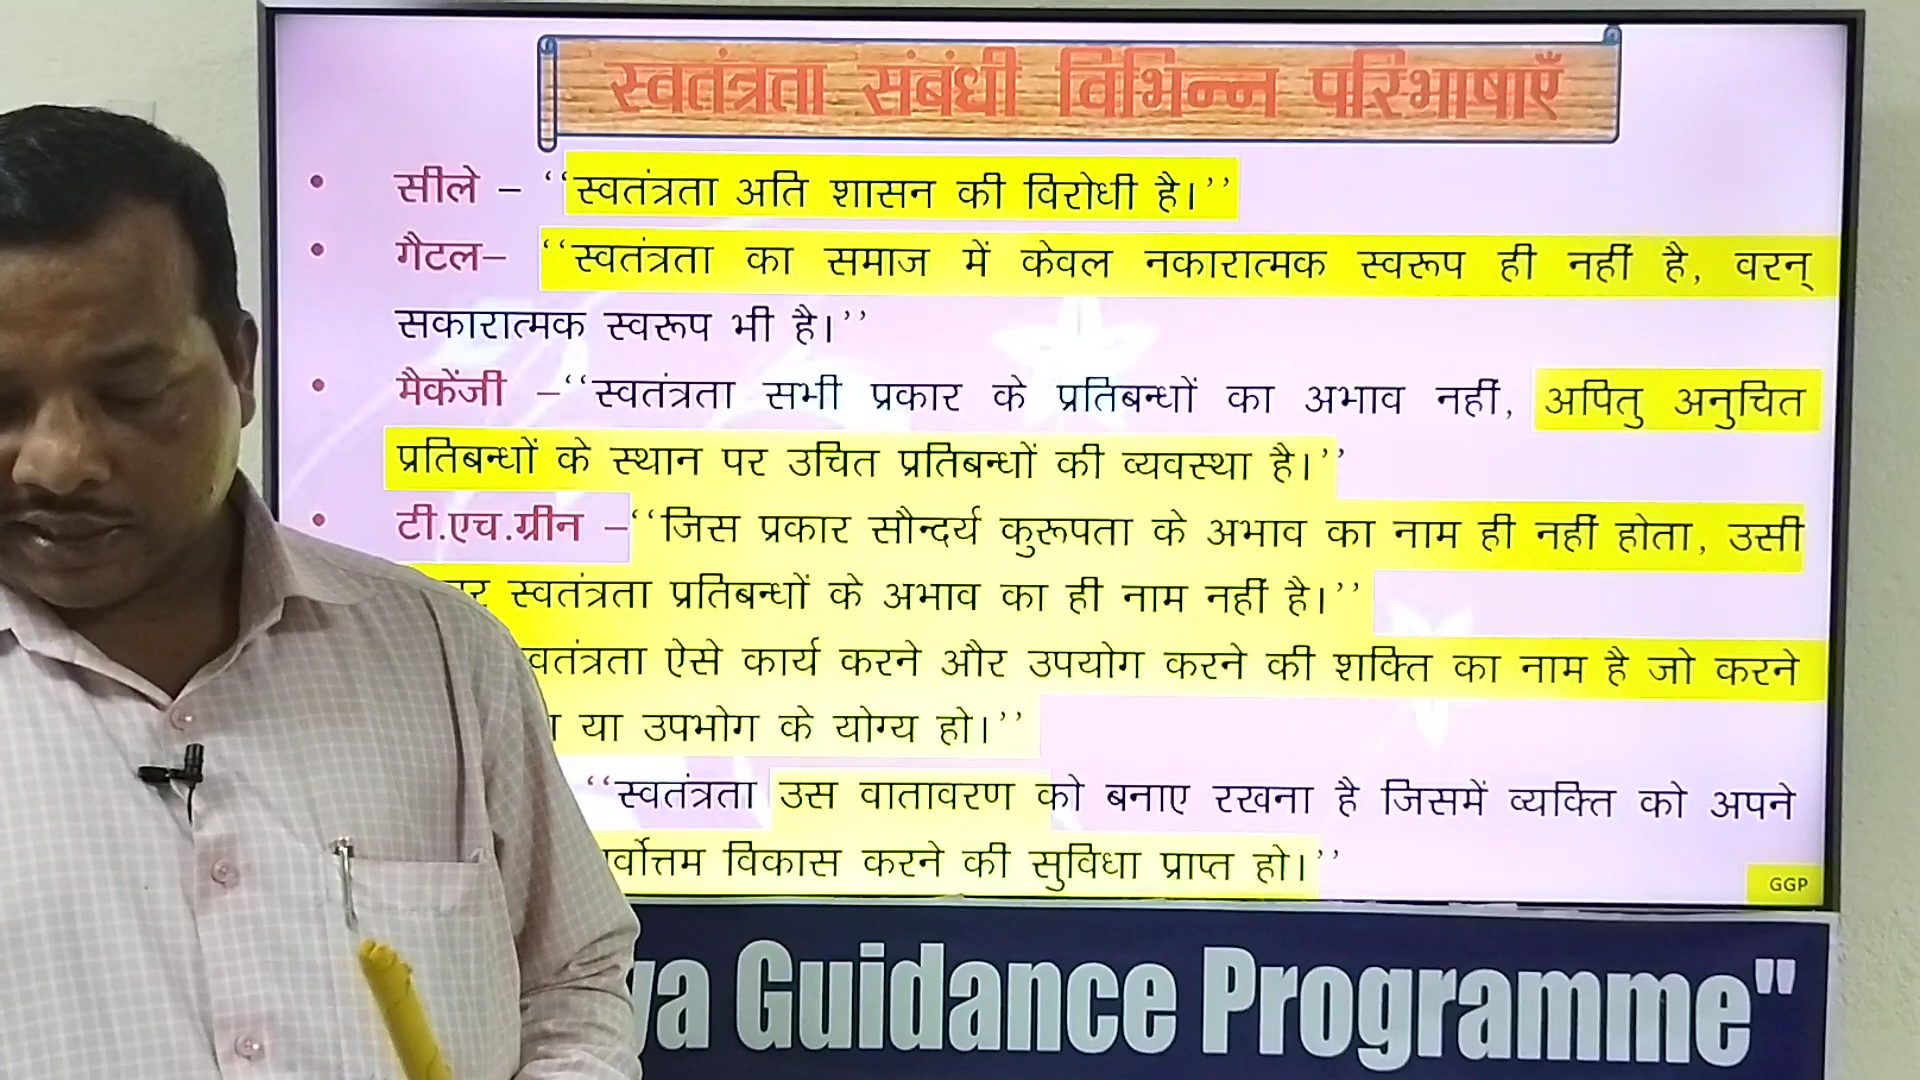 स्वतंत्रता संबंधी विभिन्न परिभाषाएँ
• सीले – ‘‘स्वतंत्रता अति शासन की विरोधी है।’’
• गैटल– ‘‘स्वतंत्रता का समाज में केवल नकारात्मक स्वरूप ही नहीं है, वरन्
सकारात्मक स्वरूप भी है।’’
• मैकेंजी –‘‘स्वतंत्रता सभी प्रकार के प्रतिबन्धों का अभाव नहीं, अपितु अनुचित
प्रतिबन्धों के स्थान पर उचित प्रतिबन्धों की व्यवस्था है।’’
• टी.एच.ग्रीन –‘‘जिस प्रकार सौन्दर्य कुरूपता के अभाव का नाम ही नहीं होता, उसी
स्वतंत्रता प्रतिबन्धों के अभाव का ही नाम नहीं है।’’
ऐसे कार्य करने और उपयोग करने की शक्ति का नाम है जो करने
या उपभोग के योग्य हो।’’
‘‘स्वतंत्रता उस वातावरण को बनाए रखना है जिसमें व्यक्ति को अपने
विकास करने की सुविधा प्राप्त हो।’’
GGP
Guidance Programme"